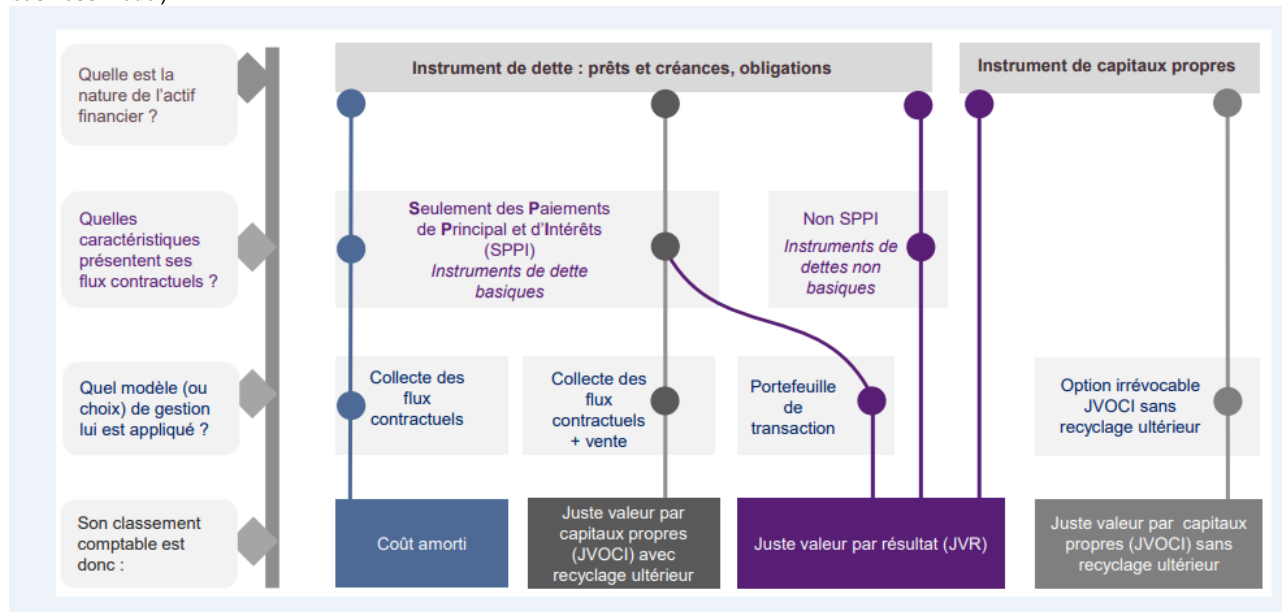 Quelle est la
nature de l'actif
financier ?
Instrument de dette : prêts et créances, obligations
Instrument de capitaux propres
Quelles
caractéristiques
présentent ses
flux contractuels ?
Seulement des Paiements
de Principal et d'Intérêts
(SPPI)
Instruments de dette
basiques
Non SPPI
Instruments de
dettes non
basiques
Quel modèle (ou
choix) de gestion
lui est appliqué ?
Collecte des
flux
contractuels
Collecte des
flux
contractuels
+ vente
Portefeuille
de
transaction
Option irrévocable
JVOCI sans
recyclage ultérieur
Son classement
comptable est
donc :
Coût amorti
Juste valeur par
capitaux propres
(JVOCI) avec
recyclage ultérieur
Juste valeur par résultat (JVR)
Juste valeur par capitaux
propres (JVOCI) sans
recyclage ultérieur